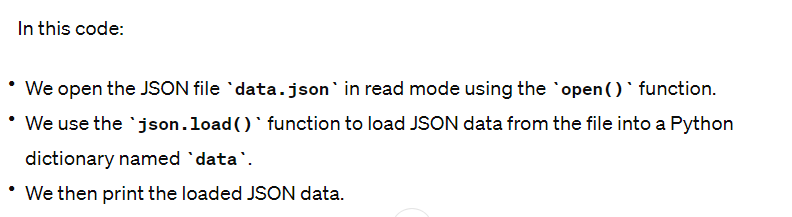 In this code:
• We open the JSON file `data.json` in read mode using the `open()` function.
• We use the `json.load()` function to load JSON data from the file into a Python
dictionary named `data`.
• We then print the loaded JSON data.